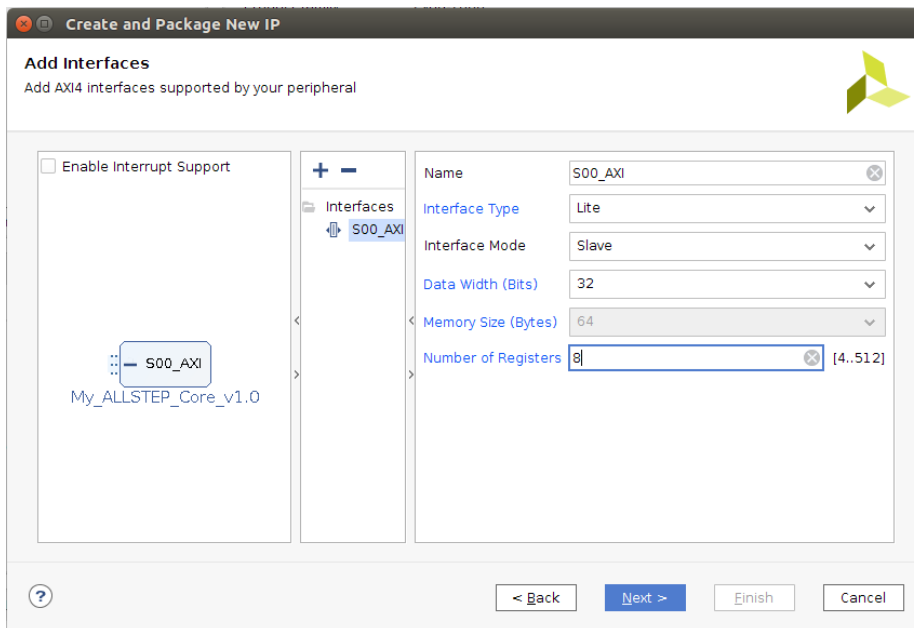 Create and Package New IP
Add Interfaces
Add AXI4 interfaces supported by your peripheral
Enable Interrupt Support
S00_AXI
My_ALLSTEP_Core_v1.0
+ −
Interfaces
S00_AXI
Name S00_AXI
Interface Type Lite
Interface Mode Slave
Data Width (Bits) 32
Memory Size (Bytes) 64
Number of Registers 8 [4..512]
? < Back Next > Finish Cancel